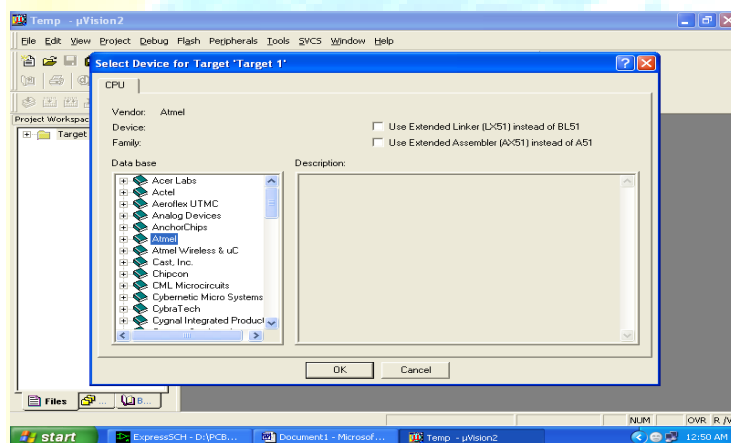 Temp - µVision2
File Edit View Project Debug Flash Peripherals Tools SVCS Window Help
Select Device for Target 'Target 1'
CPU
Vendor: Atmel
Device:
Family:
Use Extended Linker (LX51) instead of BL51
Use Extended Assembler (AX51) instead of A51
Data base
Description:
Acer Labs
Actel
Aeroflex UTMC
Analog Devices
AnchorChips
Atmel
Atmel Wireless & uC
Cast, Inc.
Chipcon
CML Microcircuits
Cybernetic Micro Systems
CybraTech
Cygnal Integrated Product
OK
Cancel
Project Workspac
Target
Files
... B...
NUM
OVR R /W
start
ExpressSCH - D:\PCB...
Document1 - Microsof...
Temp - µVision2
12:50 AM